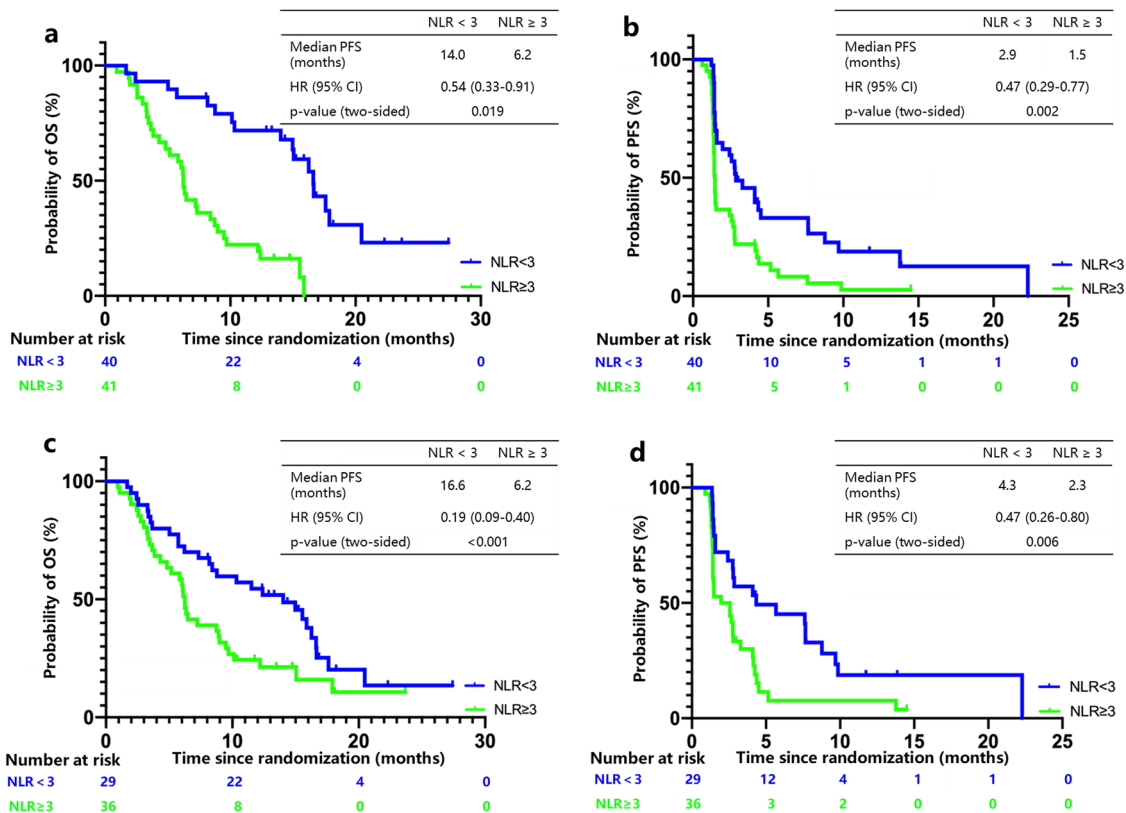 a
NLR < 3 NLR ≥ 3
Median PFS
(months)
14.0 6.2
HR (95% CI) 0.54 (0.33-0.91)
p-value (two-sided) 0.019
Probability of OS (%)
100
50
0
0 10 20 30
NLR<3
NLR≥3
Number at risk Time since randomization (months)
NLR < 3 40 22 4 0
NLR≥3 41 8 0 0
b
NLR < 3 NLR ≥ 3
Median PFS
(months)
2.9 1.5
HR (95% CI) 0.47 (0.29-0.77)
p-value (two-sided) 0.002
Probability of PFS (%)
100
50
0
0 5 10 15 20 25
NLR<3
NLR≥3
Number at risk Time since randomization (months)
NLR < 3 40 10 5 1 1 0
NLR≥3 41 5 1 0 0 0
c
NLR < 3 NLR ≥ 3
Median PFS
(months)
16.6 6.2
HR (95% CI) 0.19 (0.09-0.40)
p-value (two-sided) <0.001
Probability of OS (%)
100
50
0
0 10 20 30
NLR<3
NLR≥3
Number at risk Time since randomization (months)
NLR < 3 29 22 4 0
NLR≥3 36 8 0 0
d
NLR < 3 NLR ≥ 3
Median PFS
(months)
4.3 2.3
HR (95% CI) 0.47 (0.26-0.80)
p-value (two-sided) 0.006
Probability of PFS (%)
100
50
0
0 5 10 15 20 25
NLR<3
NLR≥3
Number at risk Time since randomization (months)
NLR < 3 29 12 4 1 1 0
NLR≥3 36 3 2 0 0 0